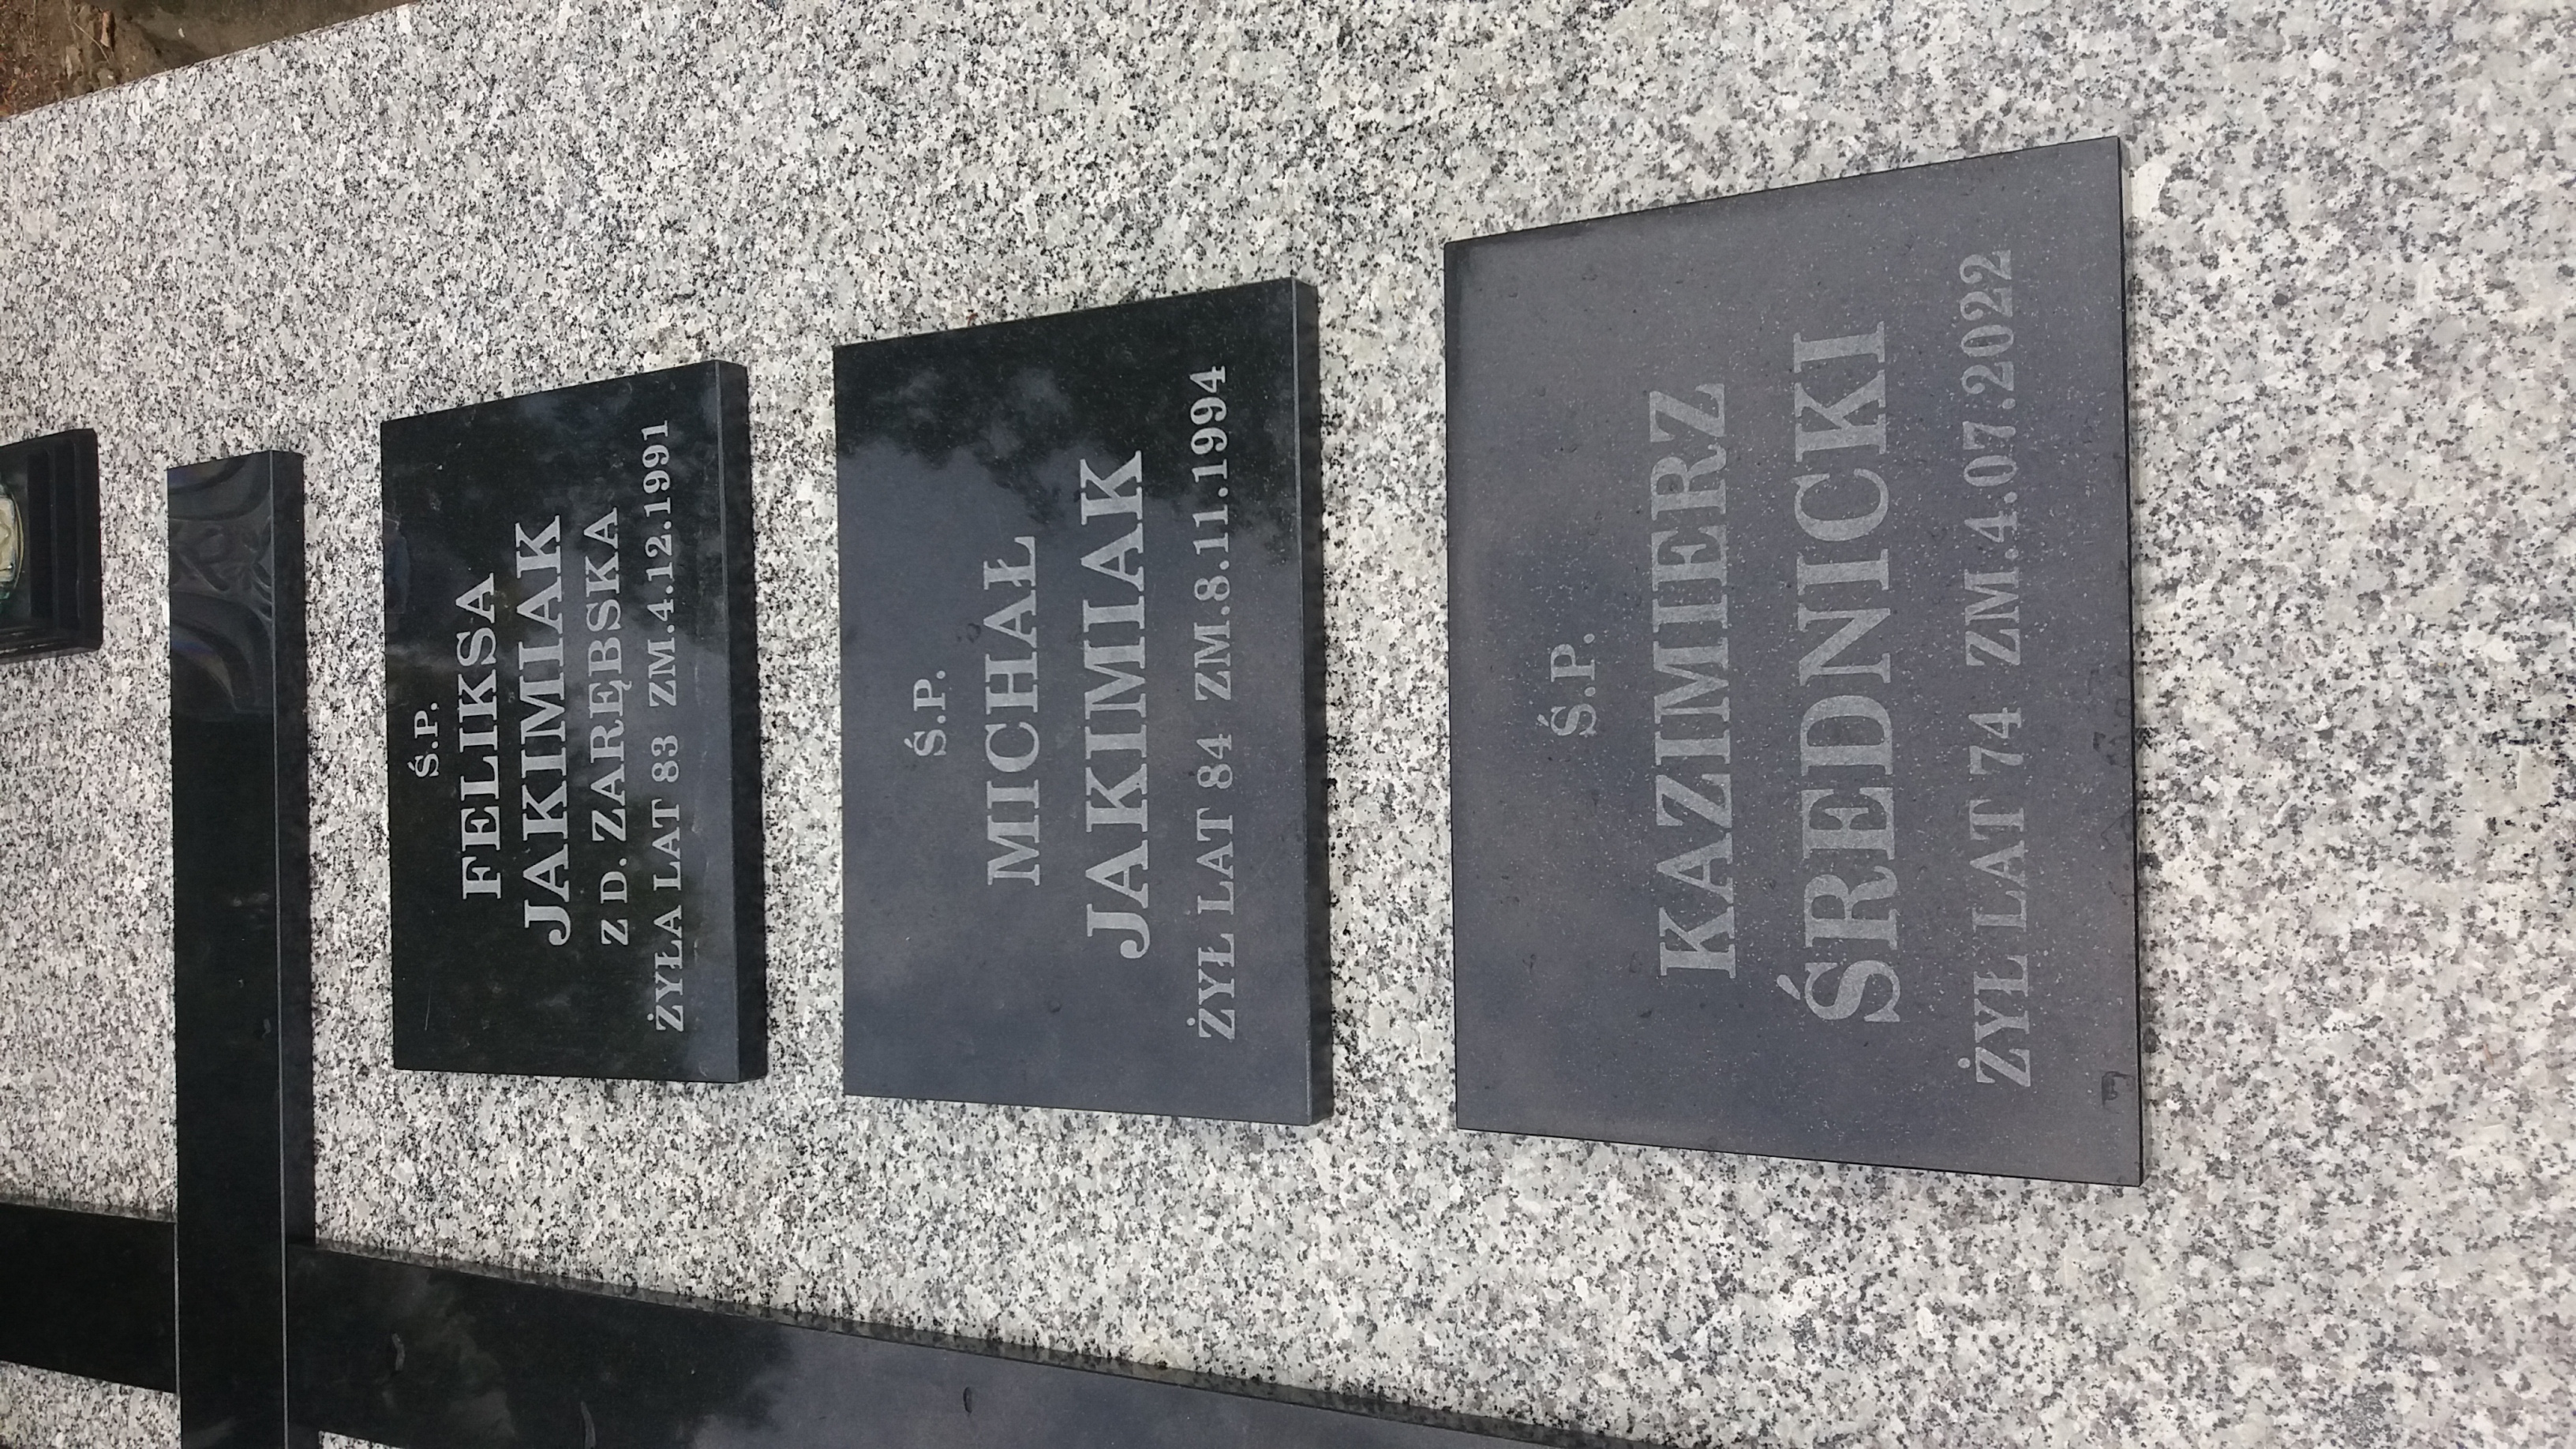 Ś.P.
FELIKSA
JAKIMIAK
Z D. ZARĘBSKA
ŻYŁA LAT 83 ZM.4.12.1991
Ś.P.
MICHAŁ
JAKIMIAK
ŻYŁ LAT 84 ZM.8.11.1994
Ś.P.
KAZIMIERZ
ŚREDNICKI
ŻYŁ LAT 74 ZM.4.07.2022